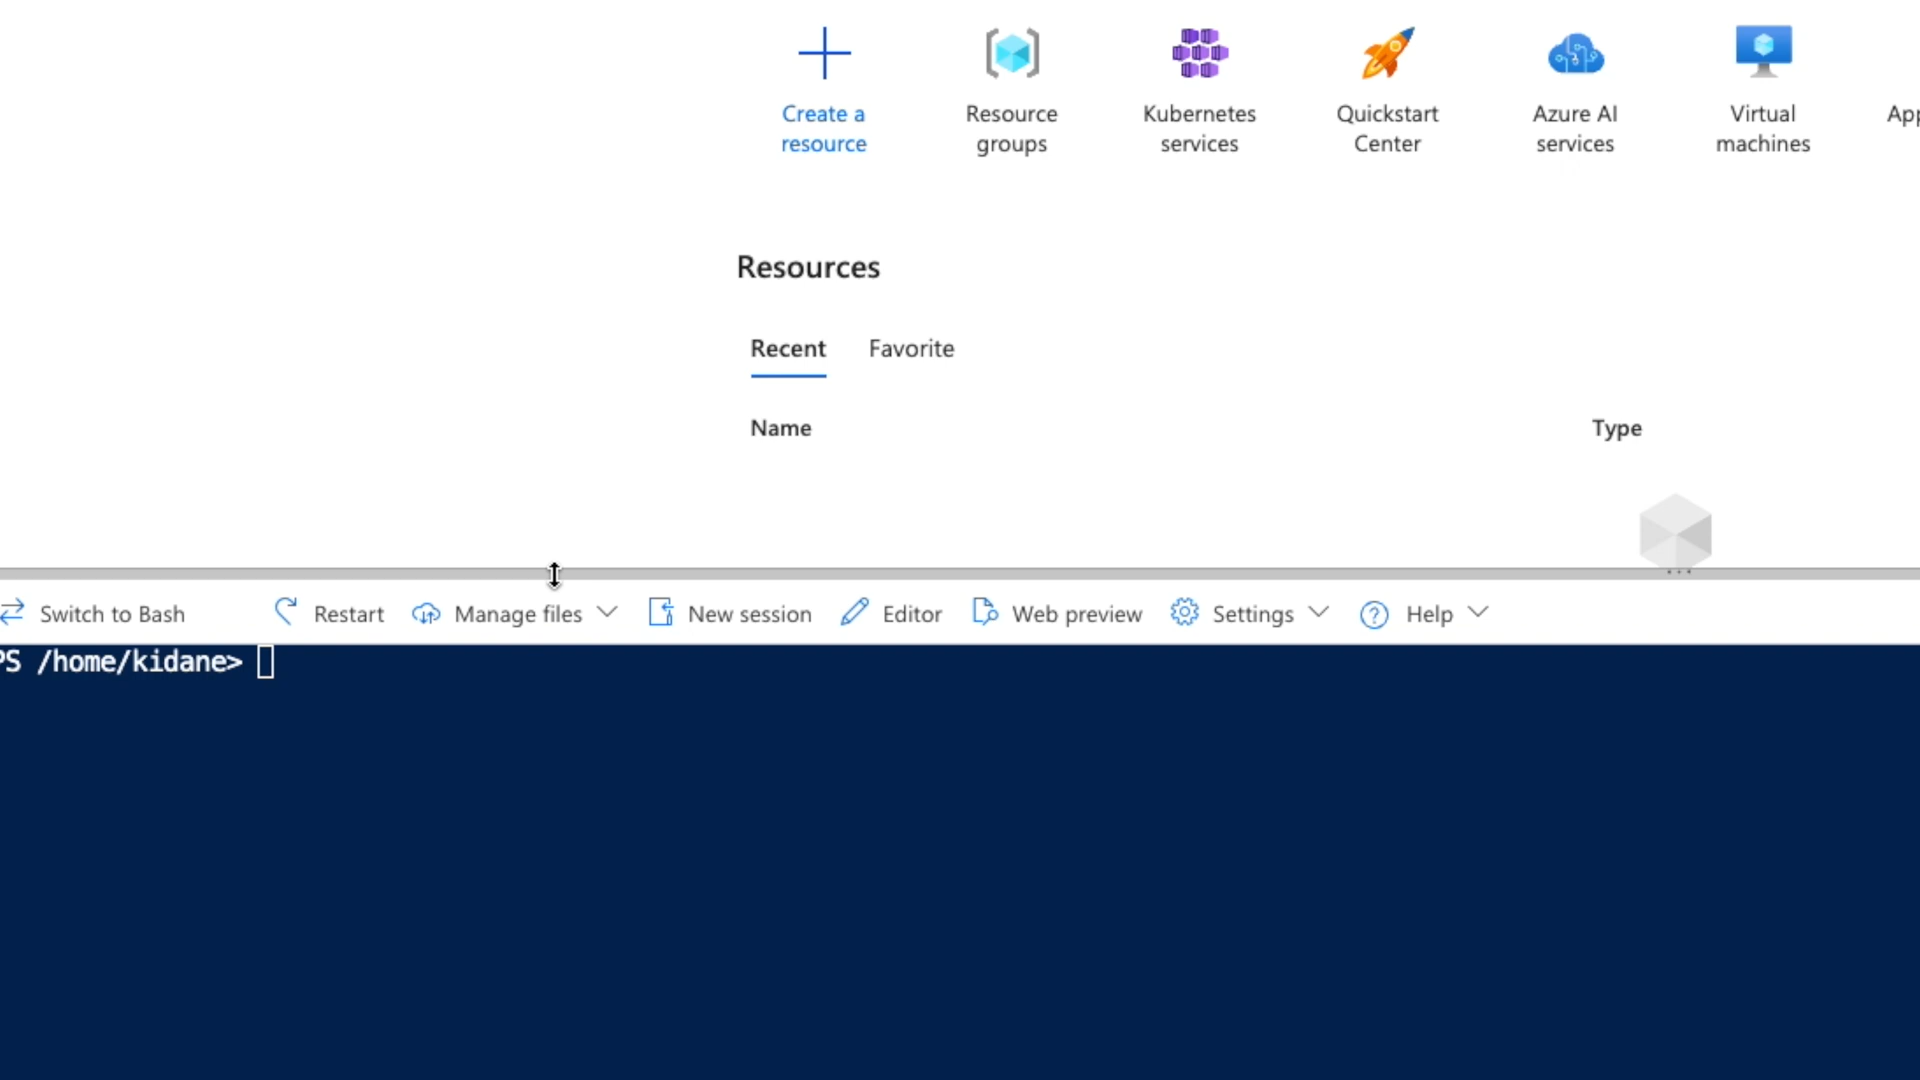 Create a
resource
Resource
groups
Kubernetes
services
Quickstart
Center
Azure AI
services
Virtual
machines
App
Resources
Recent Favorite
Name Type
Switch to Bash Restart Manage files New session Editor Web preview Settings Help
PS /home/kidane>